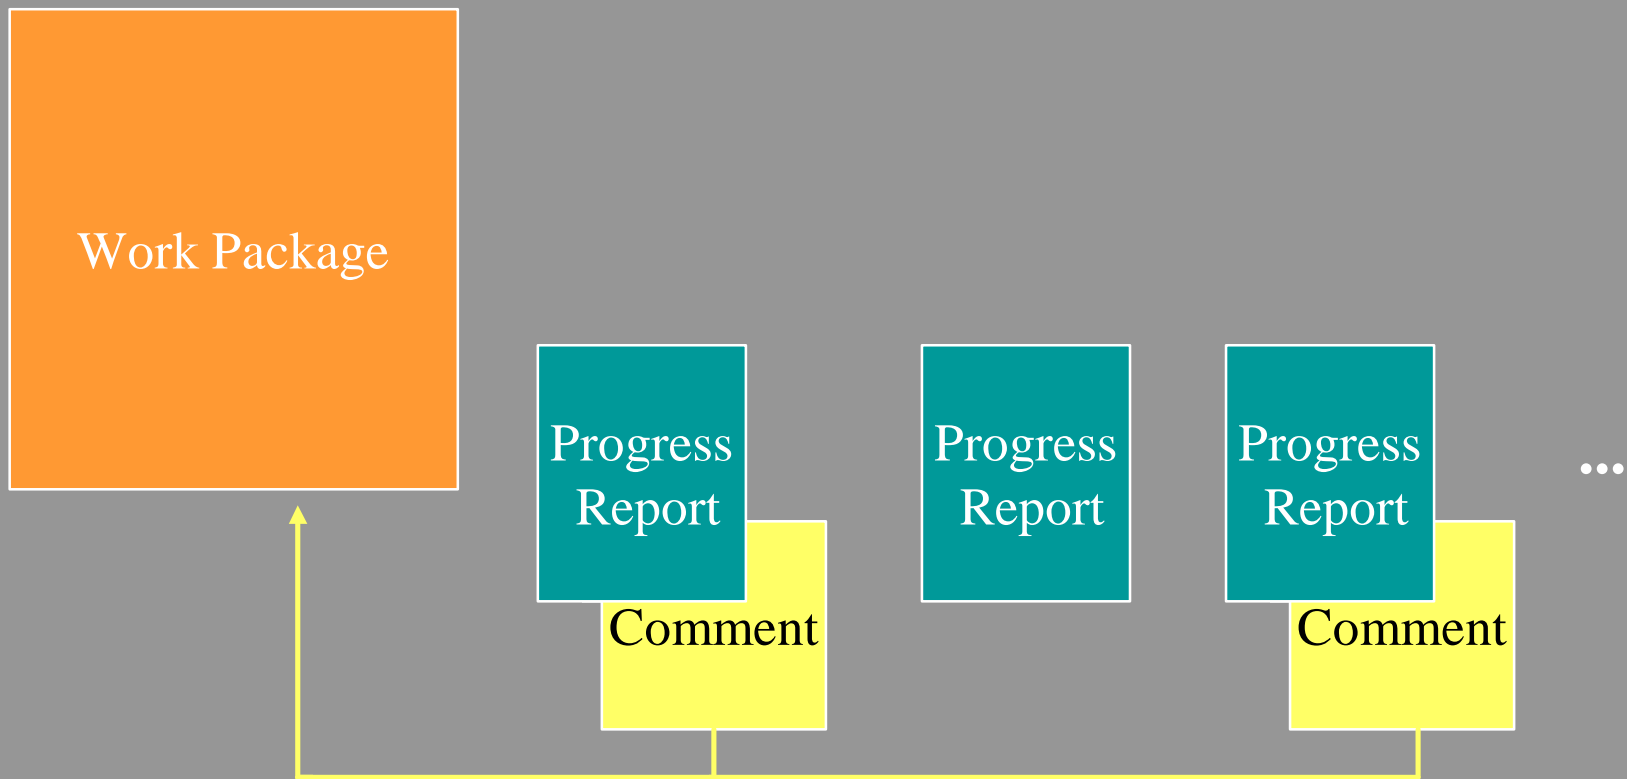 Work Package
Progress
Report
Comment
Progress
Report
Progress
Report
Comment
...